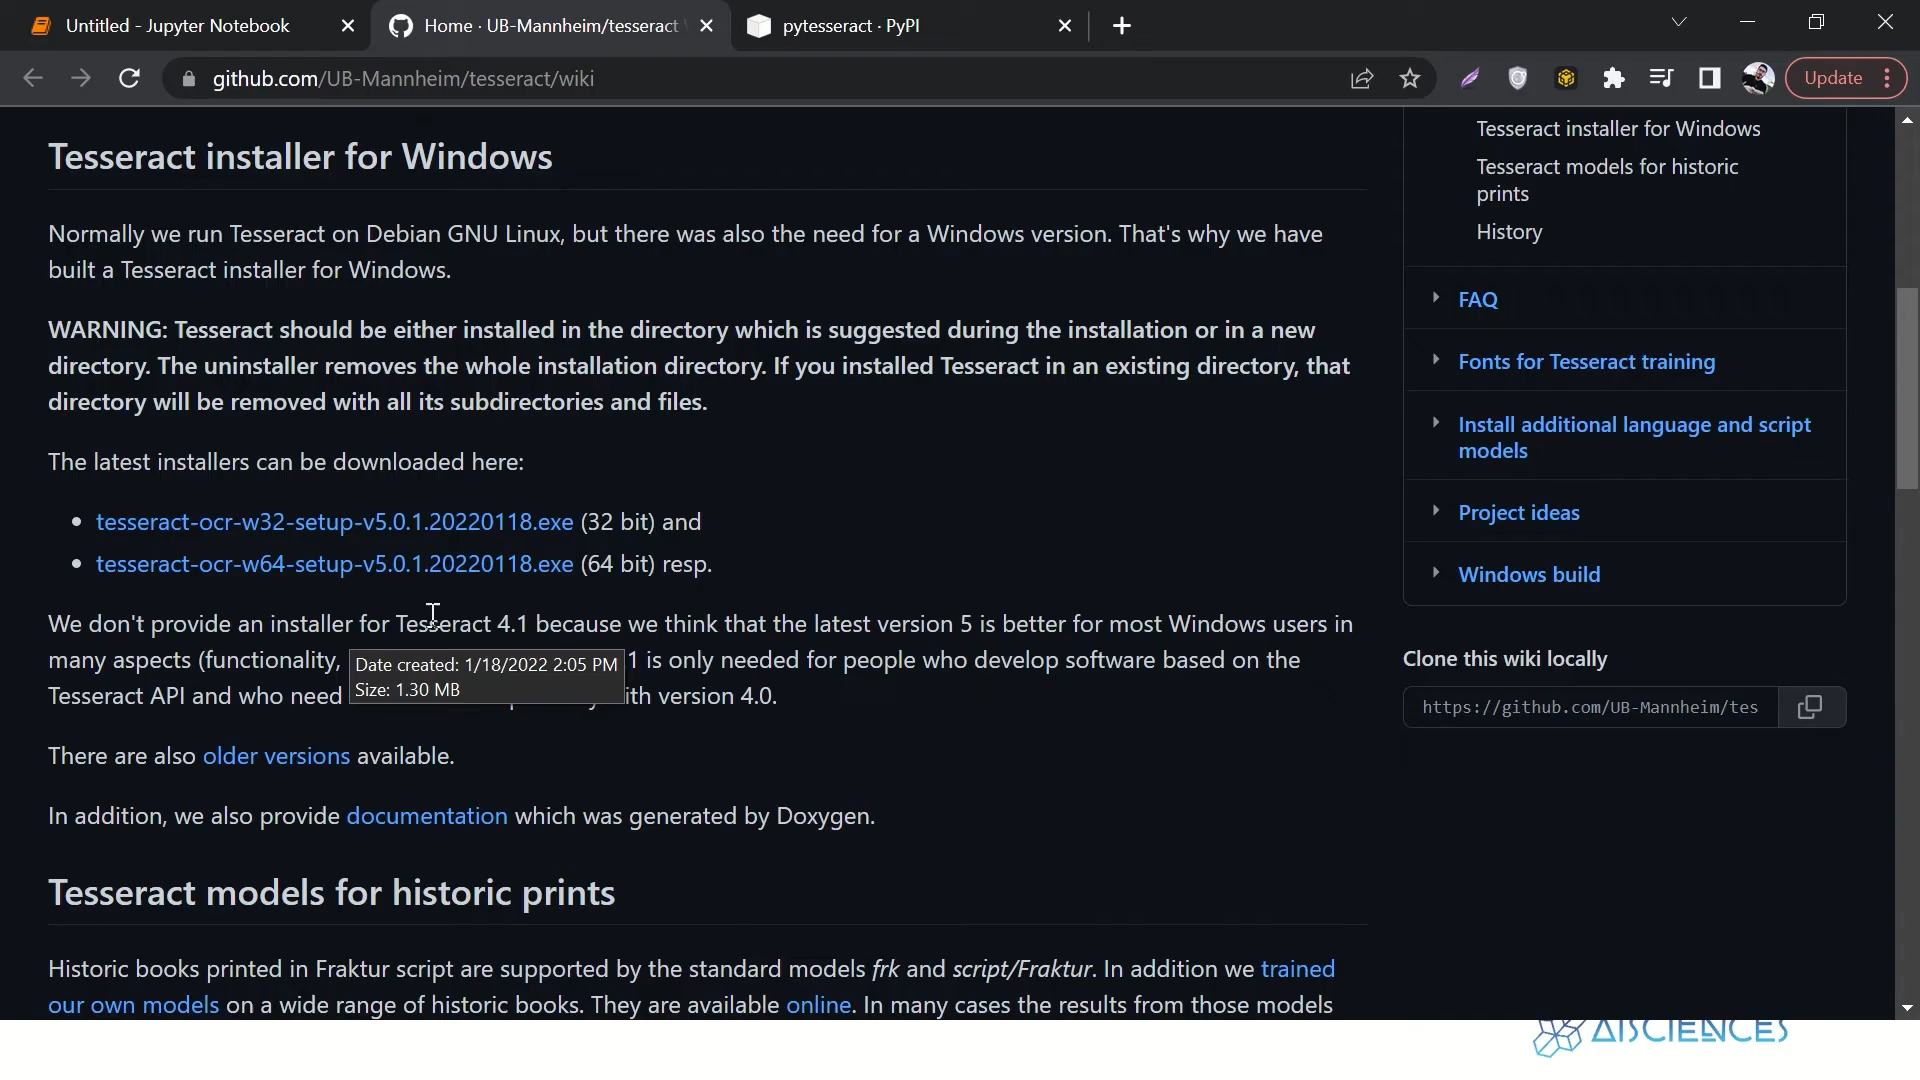 Untitled - Jupyter Notebook
Home · UB-Mannheim/tesseract
pytesseract · PyPI
github.com/UB-Mannheim/tesseract/wiki
Update
Tesseract installer for Windows
Normally we run Tesseract on Debian GNU Linux, but there was also the need for a Windows version. That's why we have
built a Tesseract installer for Windows.
WARNING: Tesseract should be either installed in the directory which is suggested during the installation or in a new
directory. The uninstaller removes the whole installation directory. If you installed Tesseract in an existing directory, that
directory will be removed with all its subdirectories and files.
The latest installers can be downloaded here:
tesseract-ocr-w32-setup-v5.0.1.20220118.exe (32 bit) and
tesseract-ocr-w64-setup-v5.0.1.20220118.exe (64 bit) resp.
We don't provide an installer for Tesseract 4.1 because we think that the latest version 5 is better for most Windows users in
many aspects (functionality, 1 is only needed for people who develop software based on the
Tesseract API and who need ith version 4.0.
Date created: 1/18/2022 2:05 PM
Size: 1.30 MB
There are also older versions available.
In addition, we also provide documentation which was generated by Doxygen.
Tesseract models for historic prints
Historic books printed in Fraktur script are supported by the standard models frk and script/Fraktur. In addition we trained
our own models on a wide range of historic books. They are available online. In many cases the results from those models
Tesseract installer for Windows
Tesseract models for historic
prints
History
FAQ
Fonts for Tesseract training
Install additional language and script
models
Project ideas
Windows build
Clone this wiki locally
https://github.com/UB-Mannheim/tes
AISCIENCES